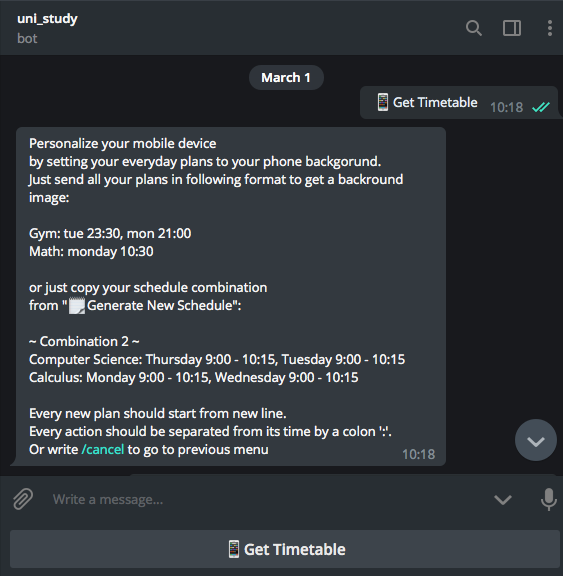 uni_study
bot
March 1
📱Get Timetable 10:18
Personalize your mobile device
by setting your everyday plans to your phone backgorund.
Just send all your plans in following format to get a backround
image:
Gym: tue 23:30, mon 21:00
Math: monday 10:30
or just copy your schedule combination
from "🗒Generate New Schedule":
~ Combination 2 ~
Computer Science: Thursday 9:00 - 10:15, Tuesday 9:00 - 10:15
Calculus: Monday 9:00 - 10:15, Wednesday 9:00 - 10:15
Every new plan should start from new line.
Every action should be separated from its time by a colon ':'.
Or write /cancel to go to previous menu 10:18
Write a message...
📱Get Timetable